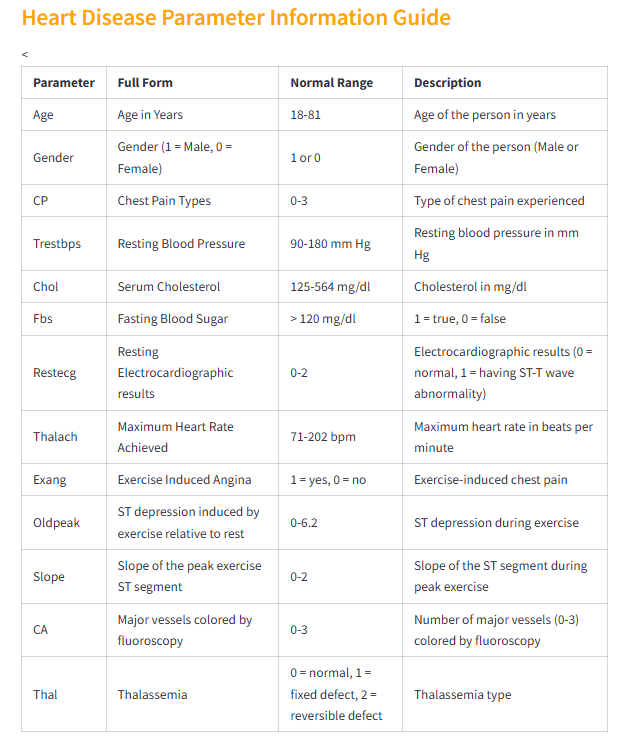 Heart Disease Parameter Information Guide
<
Parameter Full Form Normal Range Description
Age Age in Years 18-81 Age of the person in years
Gender Gender (1 = Male, 0 =
Female) 1 or 0 Gender of the person (Male or
Female)
CP Chest Pain Types 0-3 Type of chest pain experienced
Trestbps Resting Blood Pressure 90-180 mm Hg Resting blood pressure in mm
Hg
Chol Serum Cholesterol 125-564 mg/dl Cholesterol in mg/dl
Fbs Fasting Blood Sugar > 120 mg/dl 1 = true, 0 = false
Restecg Resting
Electrocardiographic
results 0-2 Electrocardiographic results (0 =
normal, 1 = having ST-T wave
abnormality)
Thalach Maximum Heart Rate
Achieved 71-202 bpm Maximum heart rate in beats per
minute
Exang Exercise Induced Angina 1 = yes, 0 = no Exercise-induced chest pain
Oldpeak ST depression induced by
exercise relative to rest 0-6.2 ST depression during exercise
Slope Slope of the peak exercise
ST segment 0-2 Slope of the ST segment during
peak exercise
CA Major vessels colored by
fluoroscopy 0-3 Number of major vessels (0-3)
colored by fluoroscopy
Thal Thalassemia 0 = normal, 1 =
fixed defect, 2 =
reversible defect Thalassemia type